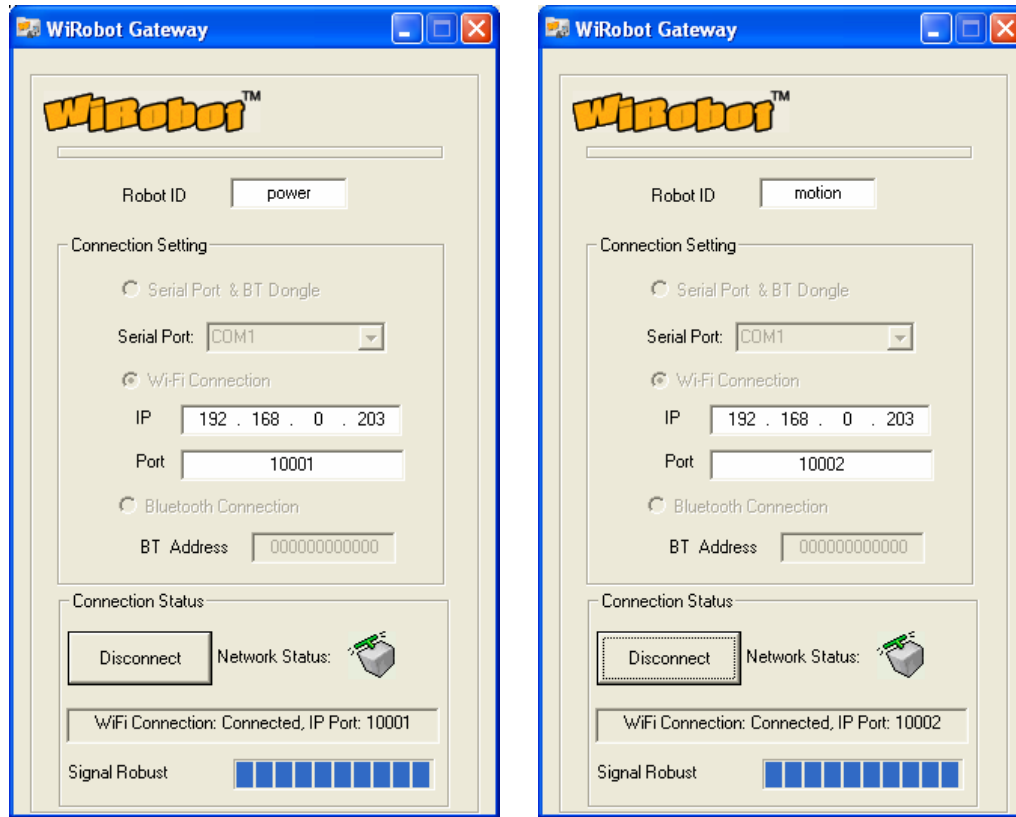 WiRobot Gateway
WiRobot™
Robot ID power
Connection Setting
Serial Port & BT Dongle
Serial Port: COM1
Wi-Fi Connection
IP 192 . 168 . 0 . 203
Port 10001
Bluetooth Connection
BT Address 000000000000
Connection Status
Disconnect Network Status:
WiFi Connection: Connected, IP Port: 10001
Signal Robust
WiRobot Gateway
WiRobot™
Robot ID motion
Connection Setting
Serial Port & BT Dongle
Serial Port: COM1
Wi-Fi Connection
IP 192 . 168 . 0 . 203
Port 10002
Bluetooth Connection
BT Address 000000000000
Connection Status
Disconnect Network Status:
WiFi Connection: Connected, IP Port: 10002
Signal Robust